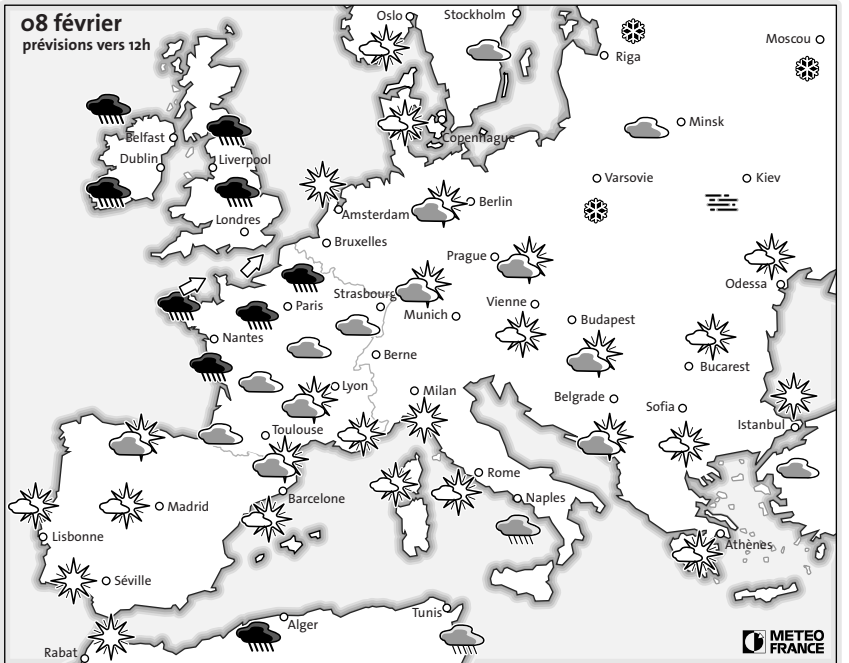 08 février
prévisions vers 12h
Oslo
Stockholm
Riga
Moscou
Belfast
Dublin
Liverpool
Copenhague
Minsk
Londres
Amsterdam
Berlin
Varsovie
Kiev
Bruxelles
Prague
Odessa
Paris
Strasbourg
Munich
Vienne
Budapest
Nantes
Berne
Bucarest
Lyon
Milan
Belgrade
Sofia
Istanbul
Toulouse
Rome
Barcelone
Naples
Madrid
Lisbonne
Athènes
Séville
Alger
Tunis
Rabat
METEO
FRANCE